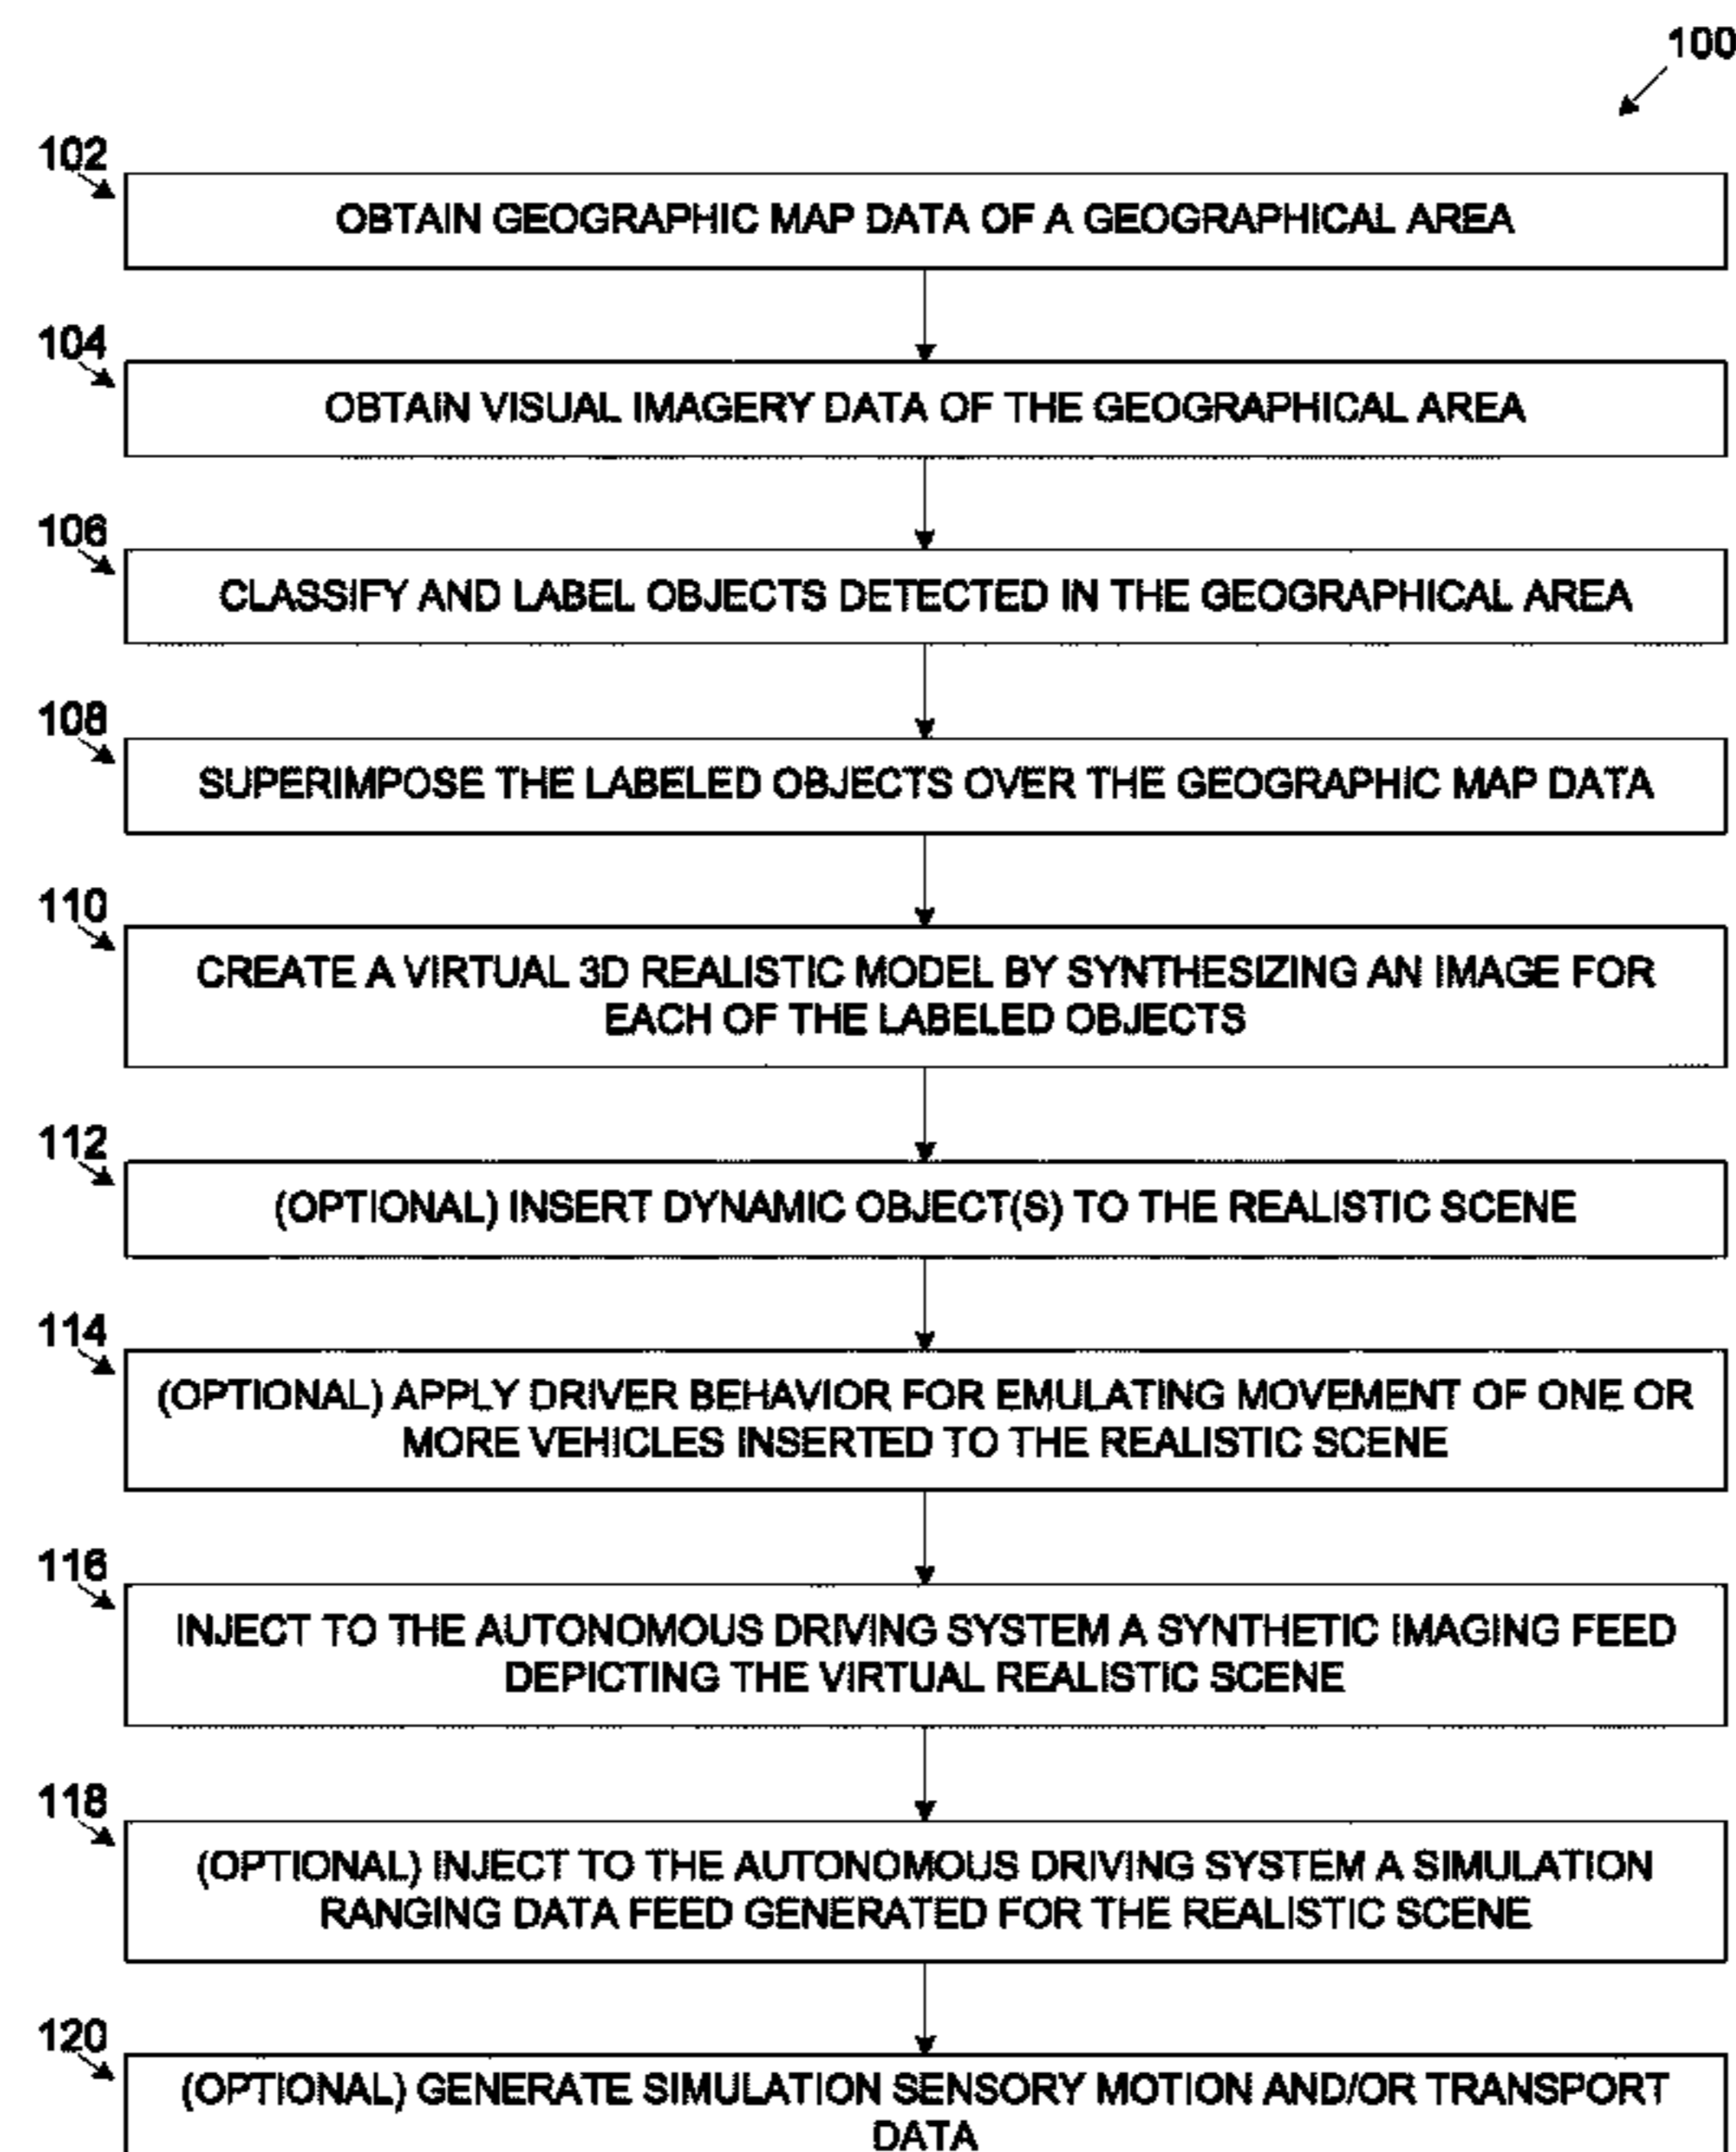 100
102
OBTAIN GEOGRAPHIC MAP DATA OF A GEOGRAPHICAL AREA
104
OBTAIN VISUAL IMAGERY DATA OF THE GEOGRAPHICAL AREA
106
CLASSIFY AND LABEL OBJECTS DETECTED IN THE GEOGRAPHICAL AREA
108
SUPERIMPOSE THE LABELED OBJECTS OVER THE GEOGRAPHIC MAP DATA
110
CREATE A VIRTUAL 3D REALISTIC MODEL BY SYNTHESIZING AN IMAGE FOR
EACH OF THE LABELED OBJECTS
112
(OPTIONAL) INSERT DYNAMIC OBJECT(S) TO THE REALISTIC SCENE
114
(OPTIONAL) APPLY DRIVER BEHAVIOR FOR EMULATING MOVEMENT OF ONE OR
MORE VEHICLES INSERTED TO THE REALISTIC SCENE
116
INJECT TO THE AUTONOMOUS DRIVING SYSTEM A SYNTHETIC IMAGING FEED
DEPICTING THE VIRTUAL REALISTIC SCENE
118
(OPTIONAL) INJECT TO THE AUTONOMOUS DRIVING SYSTEM A SIMULATION
RANGING DATA FEED GENERATED FOR THE REALISTIC SCENE
120
(OPTIONAL) GENERATE SIMULATION SENSORY MOTION AND/OR TRANSPORT
DATA